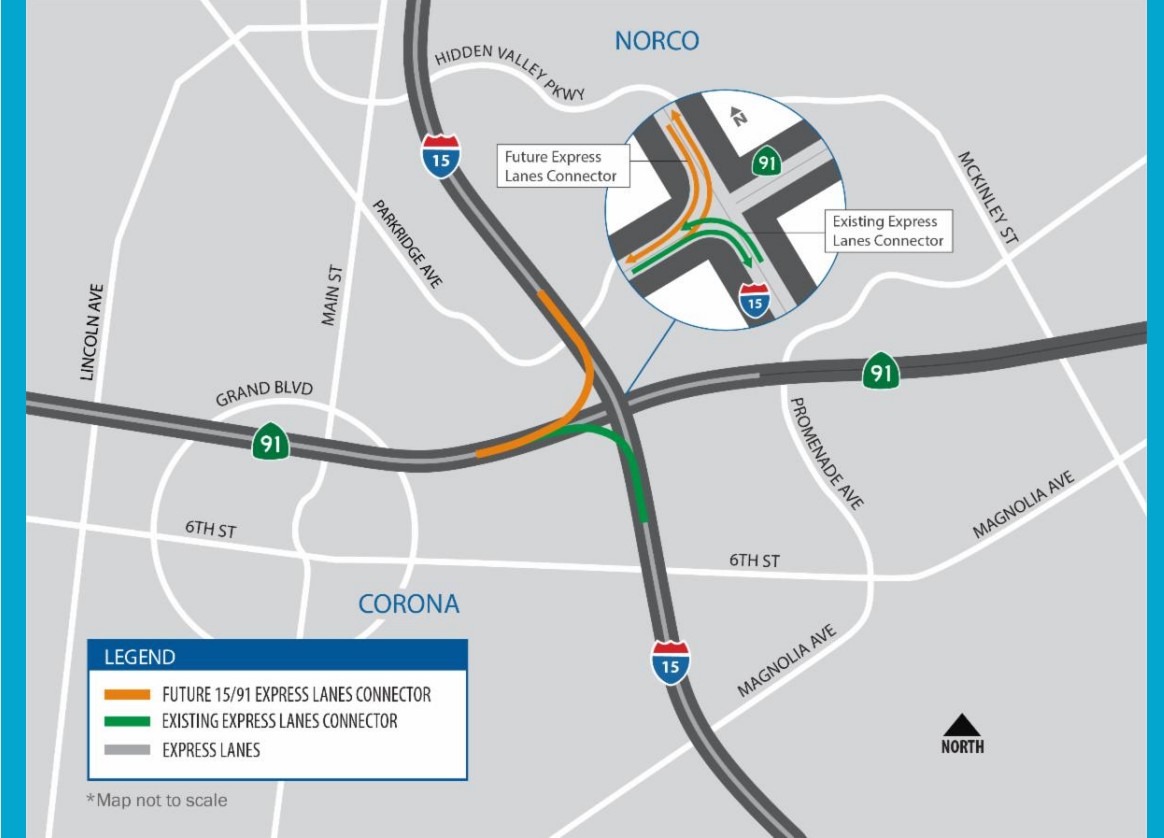 NORCO
HIDDEN VALLEY PKWY
15
N
91
Future Express
Lanes Connector
MCKINLEY ST
PARKRIDGE AVE
Existing Express
Lanes Connector
MAIN ST
15
LINCOLN AVE
91
GRAND BLVD
91
PROMENADE AVE
MAGNOLIA AVE
6TH ST
6TH ST
CORONA
15
MAGNOLIA AVE
LEGEND
FUTURE 15/91 EXPRESS LANES CONNECTOR
EXISTING EXPRESS LANES CONNECTOR
EXPRESS LANES
NORTH
*Map not to scale